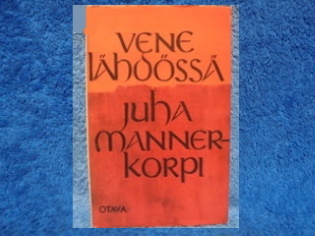 VENE
LÄHDÖSSÄ
JUHA
MANNER-
KORPI
OTAVA